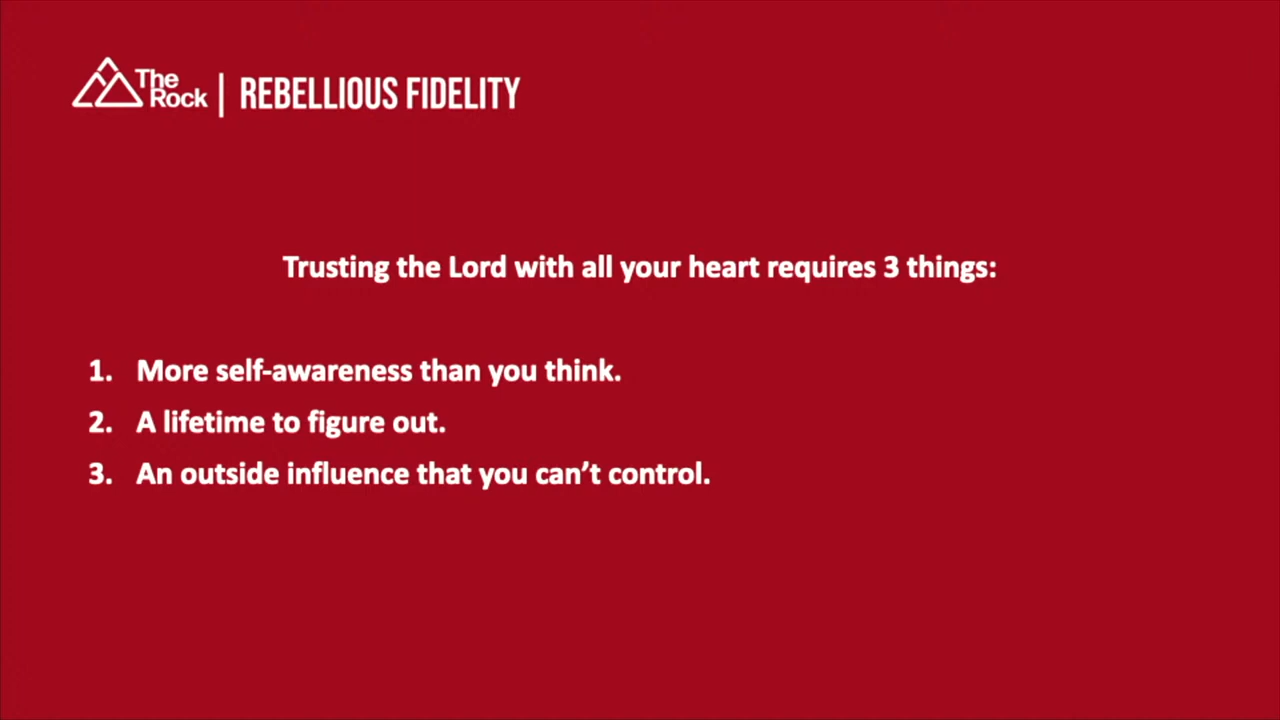 The
Rock | REBELLIOUS FIDELITY
Trusting the Lord with all your heart requires 3 things:
1. More self-awareness than you think.
2. A lifetime to figure out.
3. An outside influence that you can’t control.